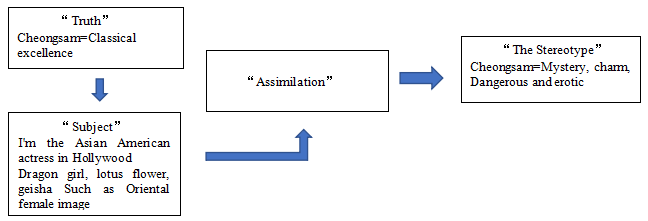 “Truth”
Cheongsam=Classical
excellence
“Subject”
I'm the Asian American
actress in Hollywood
Dragon girl, lotus flower,
geisha Such as Oriental
female image
“Assimilation”
“The Stereotype”
Cheongsam=Mystery, charm,
Dangerous and erotic